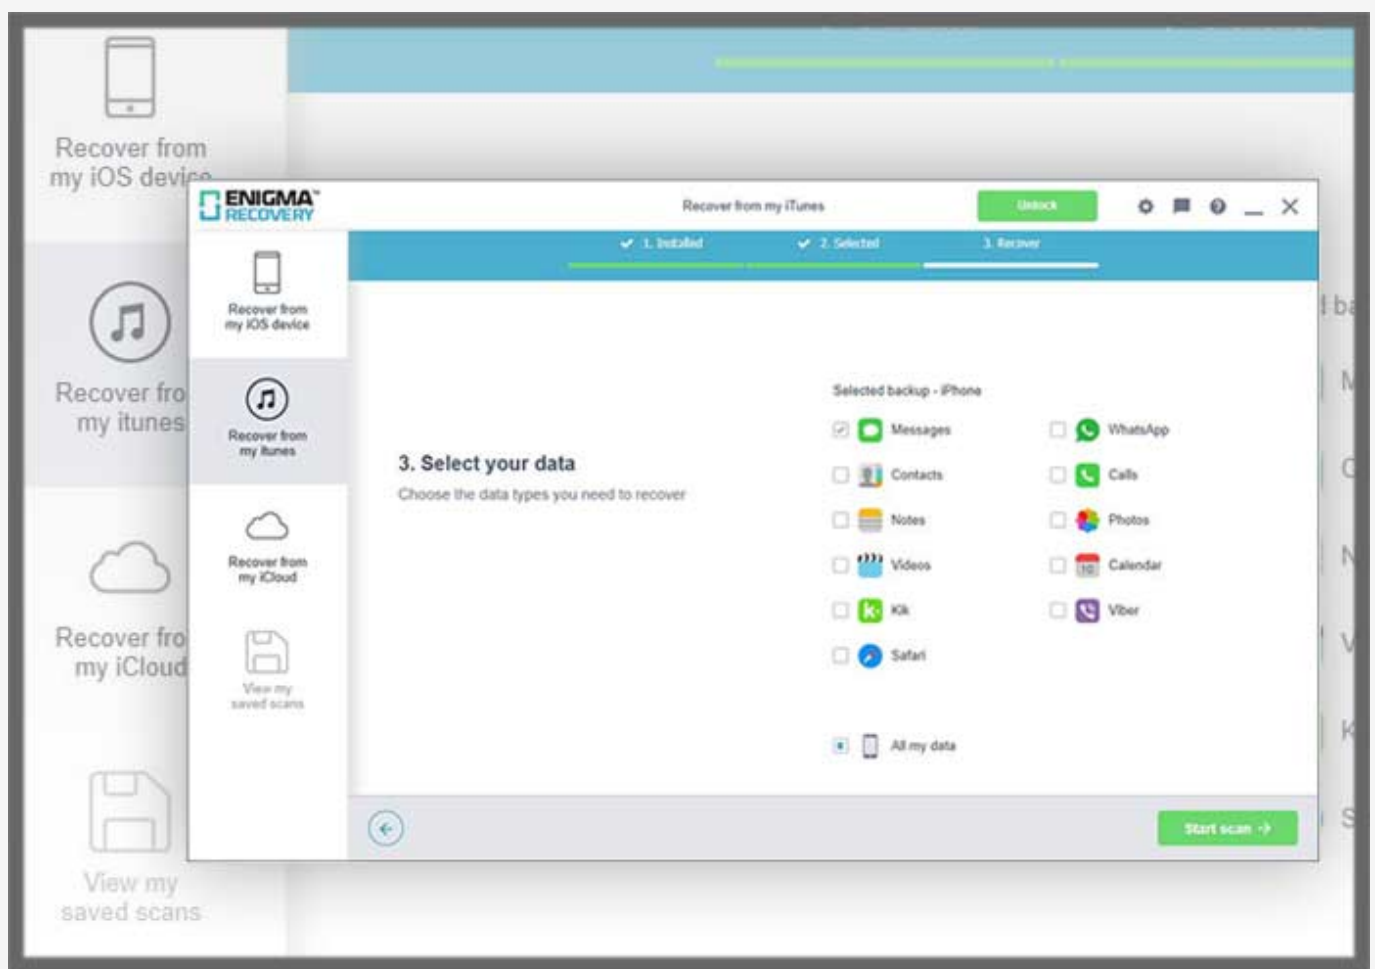 Recover from
my iOS device
Recover fro
my itunes
Recover fro
my iCloud
View my
saved scans
ENIGMA™
RECOVERY
Recover from my iTunes
Unlock
1. Installed
2. Selected
3. Recover
Recover from
my iOS device
Recover from
my itunes
Recover from
my iCloud
View my
saved scans
3. Select your data
Choose the data types you need to recover
Selected backup - iPhone
Messages
WhatsApp
Contacts
Calls
Notes
Photos
Videos
10
Calendar
Kik
Viber
Safari
All my data
Start scan